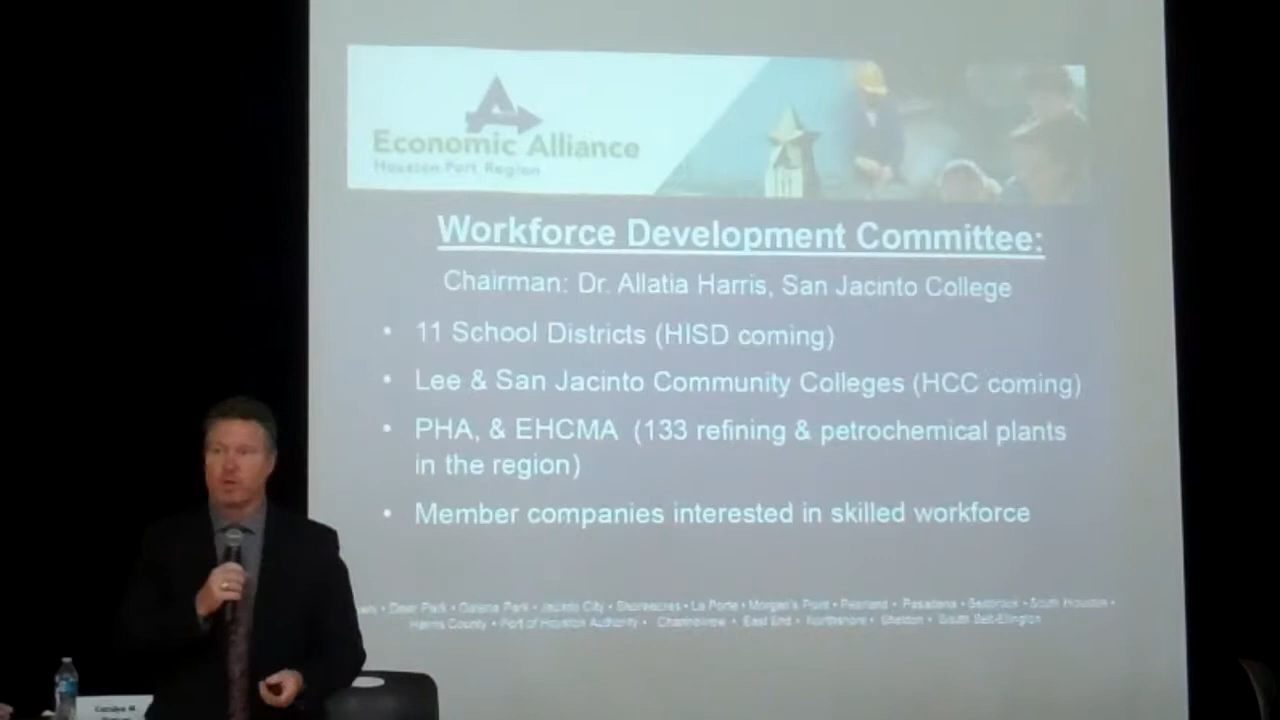 Economic Alliance
Houston Port Region
Workforce Development Committee:
Chairman: Dr. Allatia Harris, San Jacinto College
• 11 School Districts (HISD coming)
• Lee & San Jacinto Community Colleges (HCC coming)
• PHA, & EHCMA (133 refining & petrochemical plants
in the region)
• Member companies interested in skilled workforce
• Deer Park • Galena Park • Jacinto City • Shoreacres • La Porte • Morgan's Point • Pearland • Pasadena • Seabrook • South Houston •
Harris County • Port of Houston Authority • Channelview • East End • Northshore • Sheldon • South Belt-Ellington